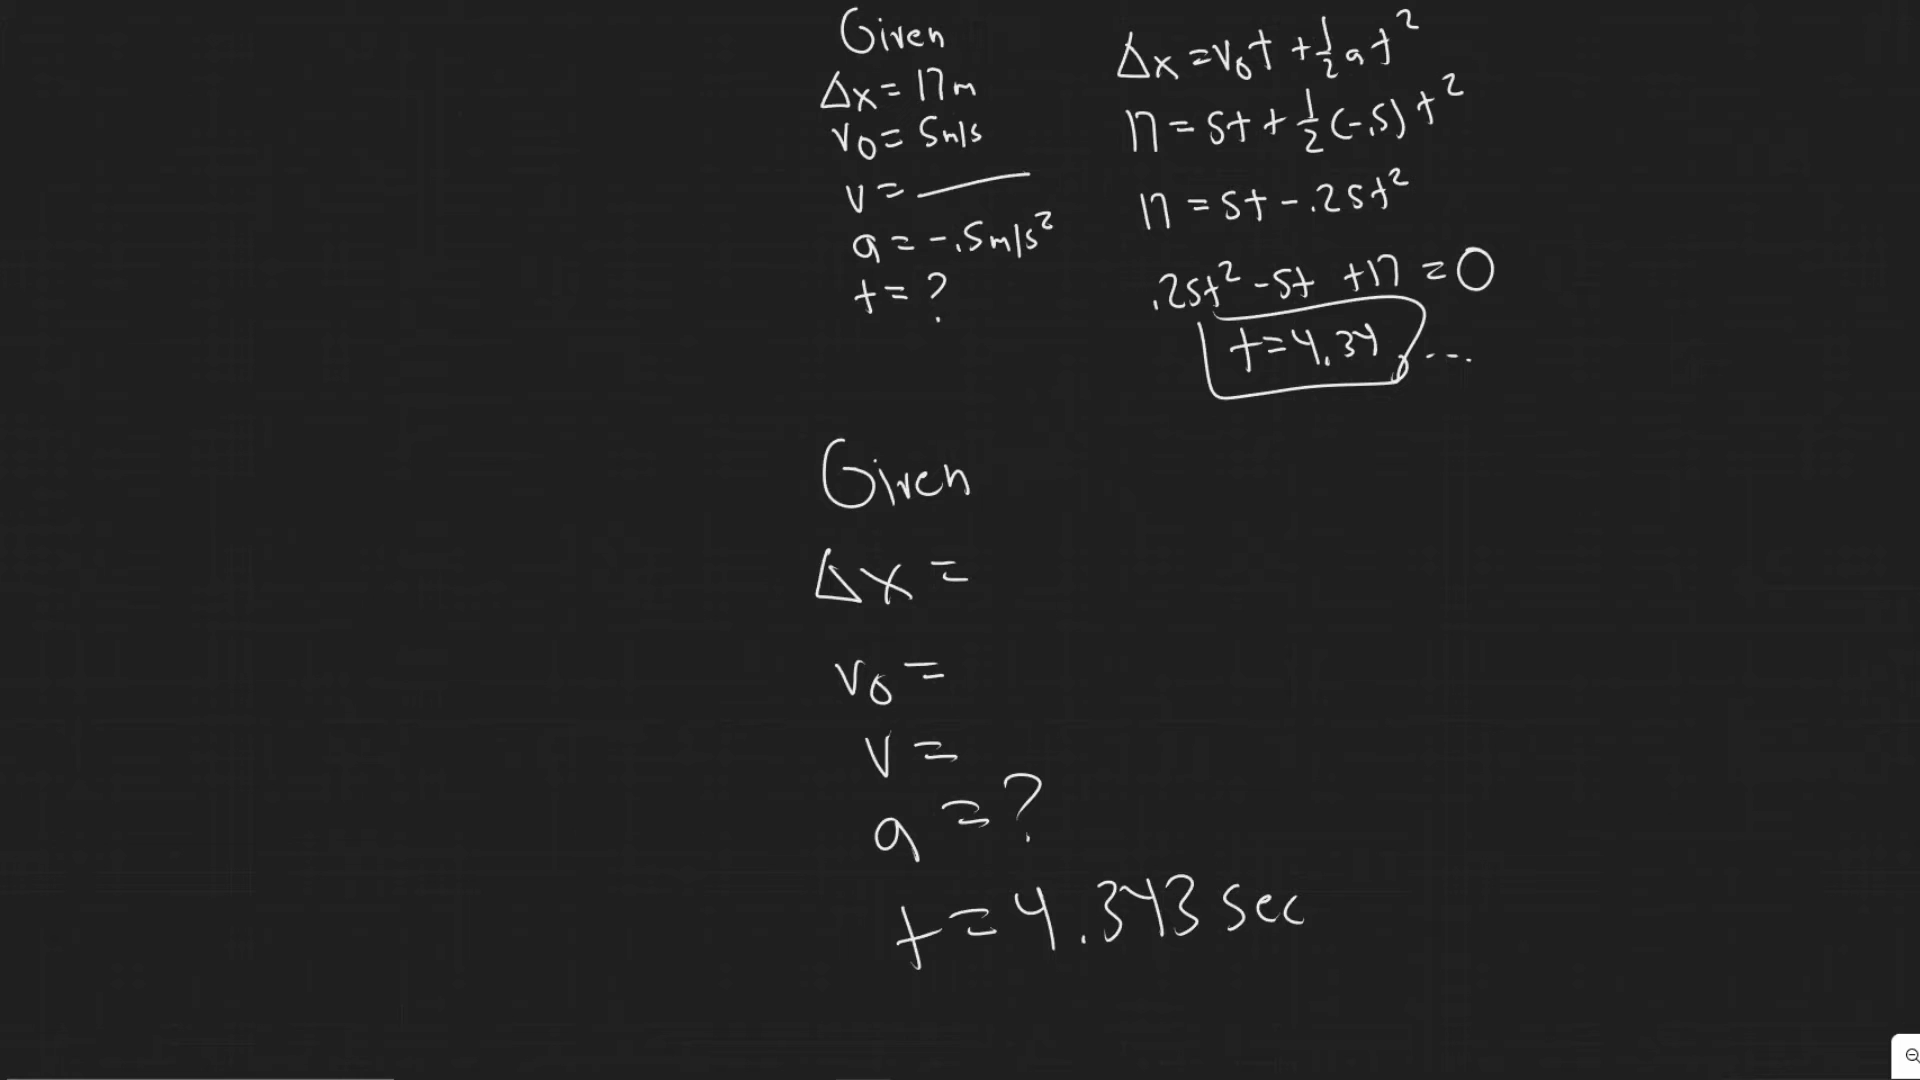 Given
Δx = 17m
v₀ = 5m/s
v = —
a = -.5m/s²
t = ?
Δx = v₀t + ½at²
17 = 5t + ½(-.5)t²
17 = 5t - .25t²
.25t² - 5t + 17 = 0
t = 4.34, ...
Given
Δx =
v₀ =
v =
a = ?
t = 4.343 sec